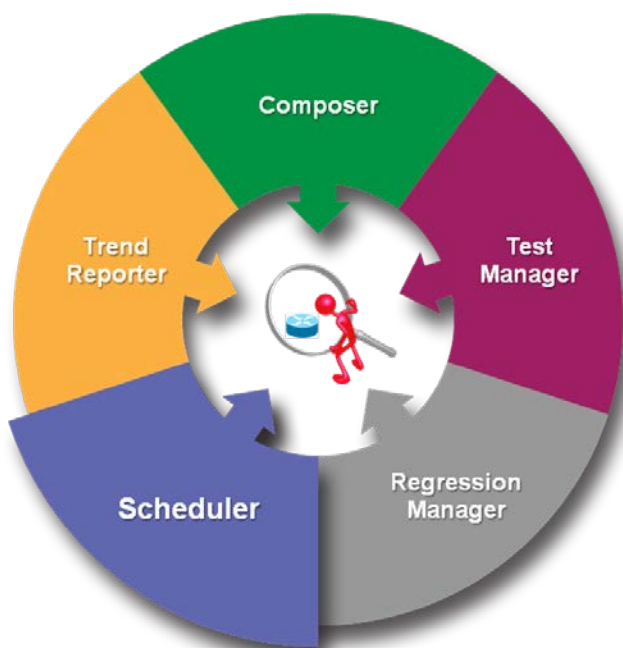 Composer
Test
Manager
Regression
Manager
Scheduler
Trend
Reporter